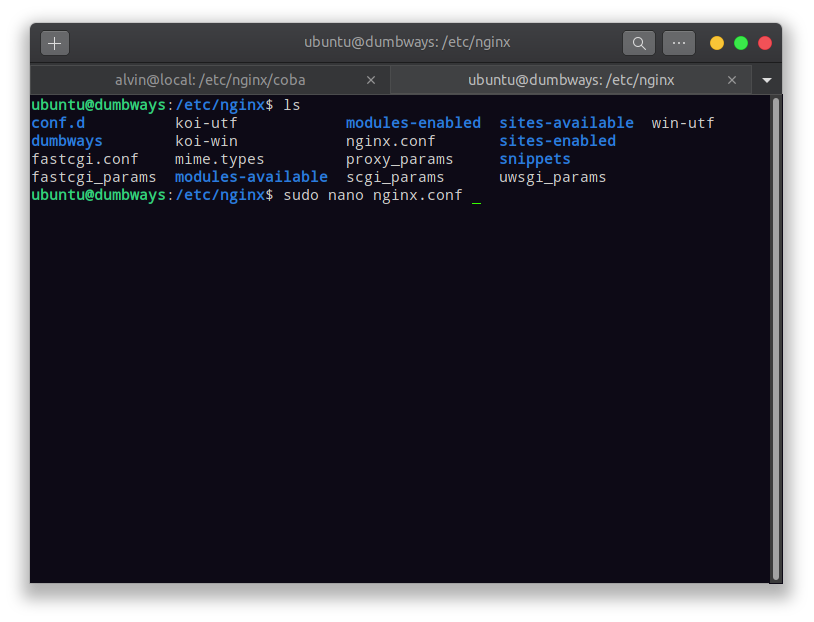 ubuntu@dumbways: /etc/nginx
alvin@local: /etc/nginx/coba
ubuntu@dumbways: /etc/nginx
ubuntu@dumbways:/etc/nginx$ ls
conf.d koi-utf modules-enabled sites-available win-utf
dumbways koi-win nginx.conf sites-enabled
fastcgi.conf mime.types proxy_params snippets
fastcgi_params modules-available scgi_params uwsgi_params
ubuntu@dumbways:/etc/nginx$ sudo nano nginx.conf _